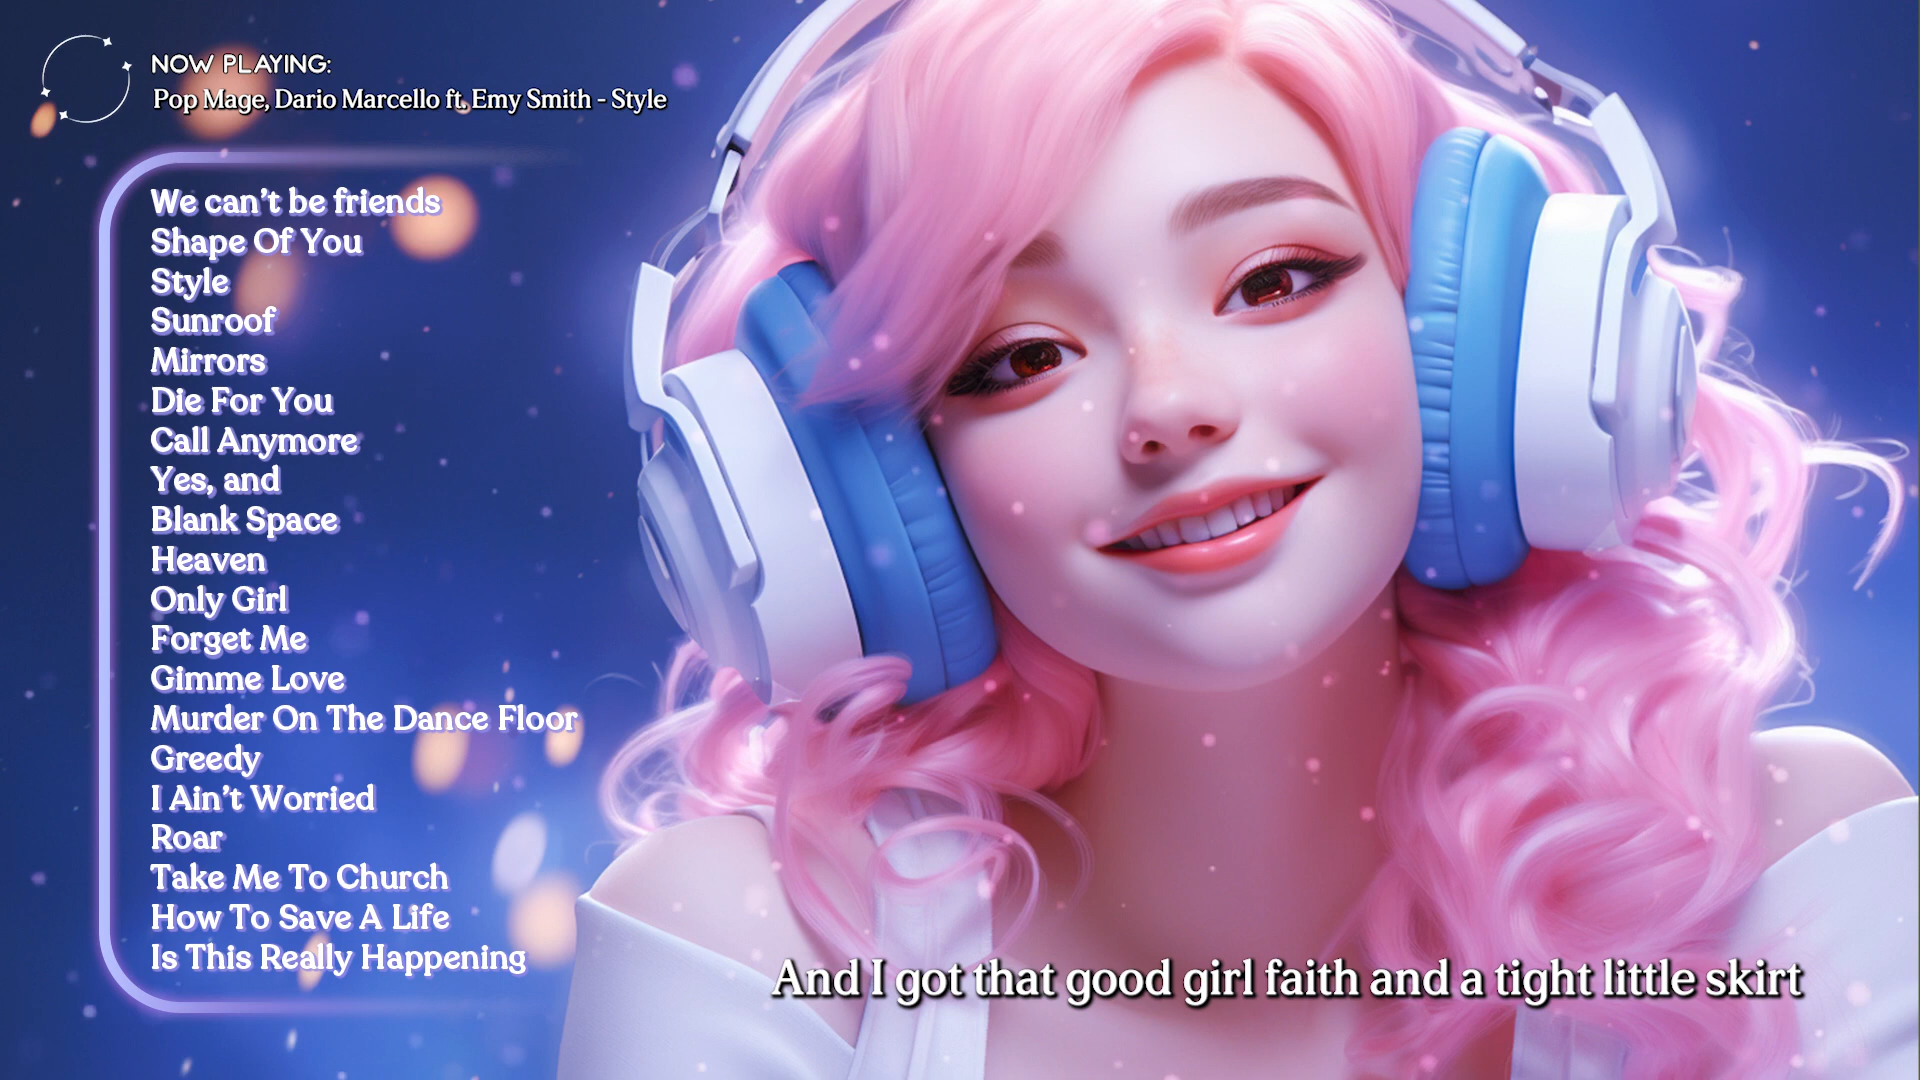 NOW PLAYING:
Pop Mage, Dario Marcello ft. Emy Smith - Style
We can't be friends
Shape Of You
Style
Sunroof
Mirrors
Die For You
Call Anymore
Yes, and
Blank Space
Heaven
Only Girl
Forget Me
Gimme Love
Murder On The Dance Floor
Greedy
I Ain't Worried
Roar
Take Me To Church
How To Save A Life
Is This Really Happening
And I got that good girl faith and a tight little skirt